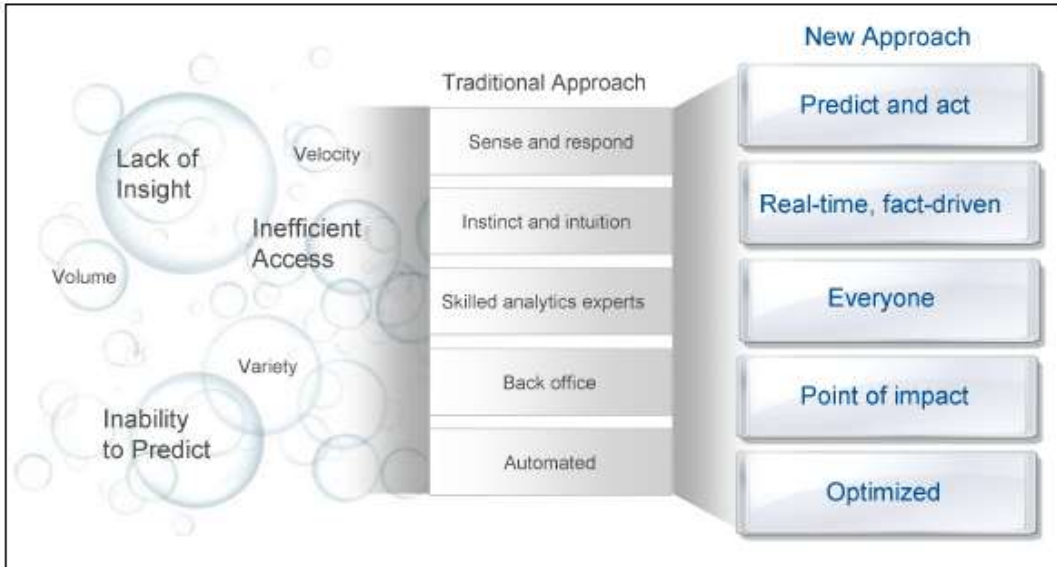 Lack of
Insight
Velocity
Inefficient
Access
Volume
Variety
Inability
to Predict
Traditional Approach
Sense and respond
Instinct and intuition
Skilled analytics experts
Back office
Automated
New Approach
Predict and act
Real-time, fact-driven
Everyone
Point of impact
Optimized